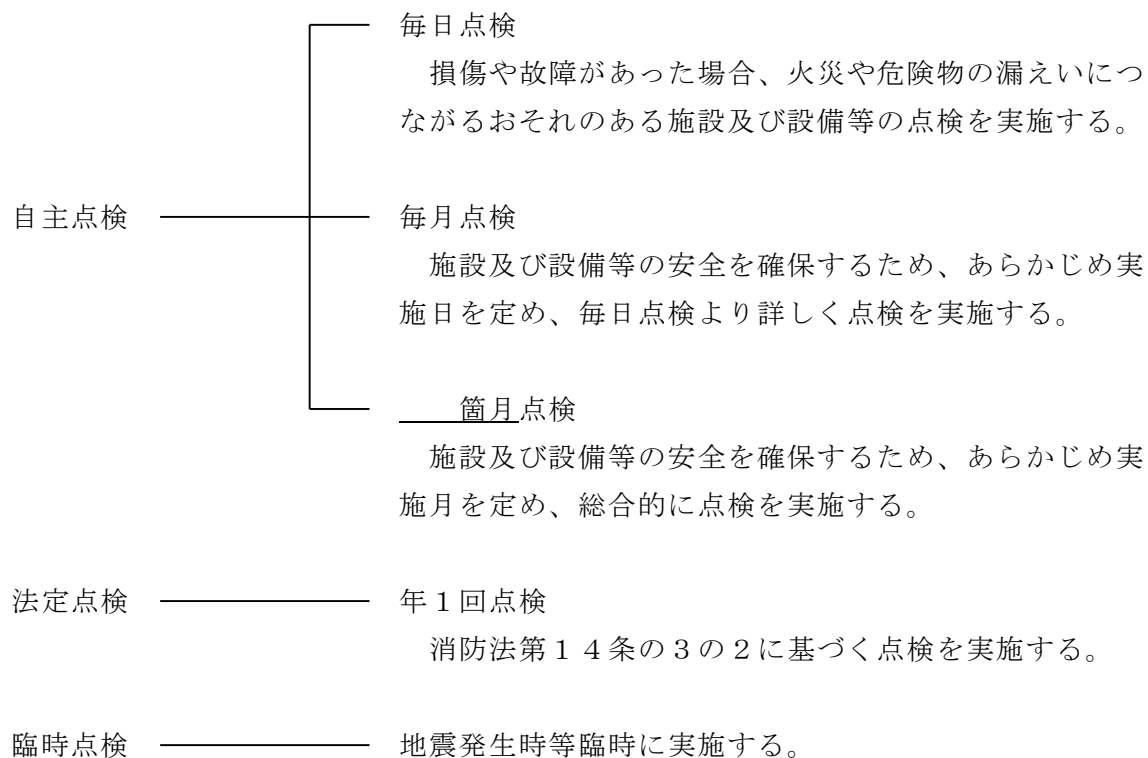 毎日点検
損傷や故障があった場合、火災や危険物の漏えいにつ
ながるおそれのある施設及び設備等の点検を実施する。
自主点検 毎月点検
施設及び設備等の安全を確保するため、あらかじめ実
施日を定め、毎日点検より詳しく点検を実施する。
箇月点検
施設及び設備等の安全を確保するため、あらかじめ実
施月を定め、総合的に点検を実施する。
法定点検 年1回点検
消防法第14条の3の2に基づく点検を実施する。
臨時点検 地震発生時等臨時に実施する。